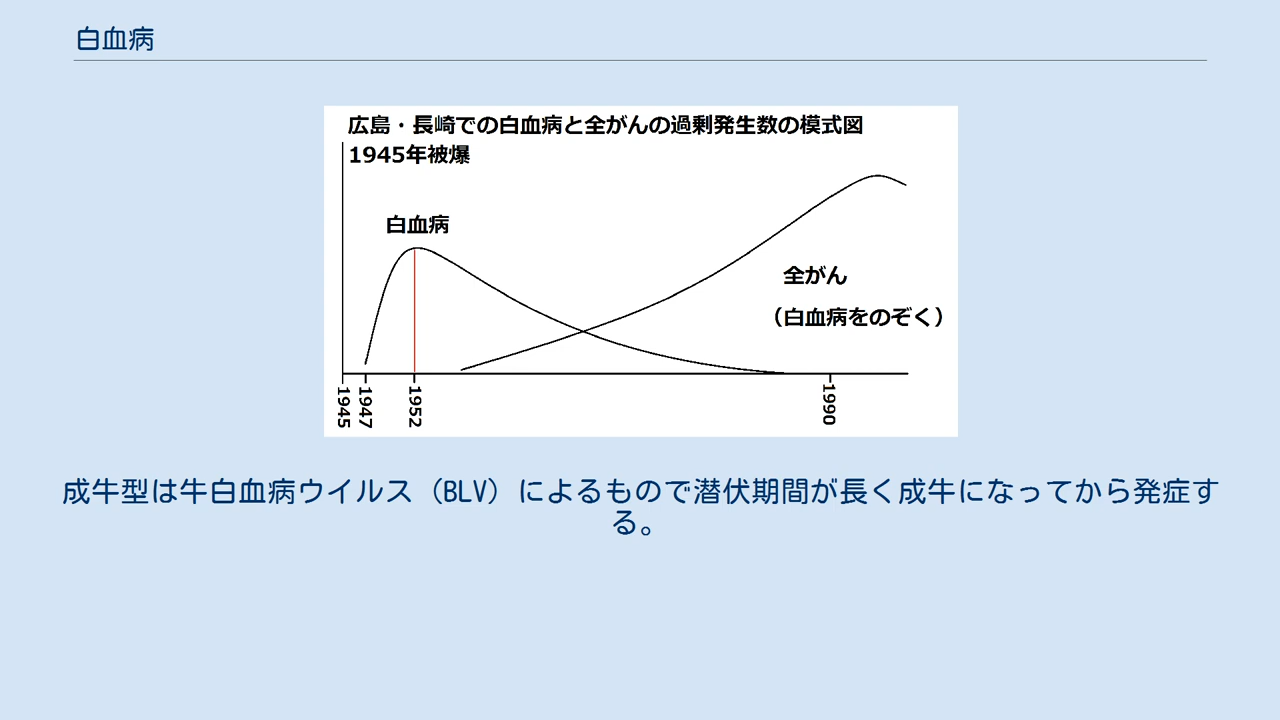 白血病
広島・長崎での白血病と全がんの過剰発生数の模式図
1945年被爆
白血病
全がん
（白血病をのぞく）
1945
1947
1952
1990
成牛型は牛白血病ウイルス（BLV）によるもので潜伏期間が長く成牛になってから発症す
る。